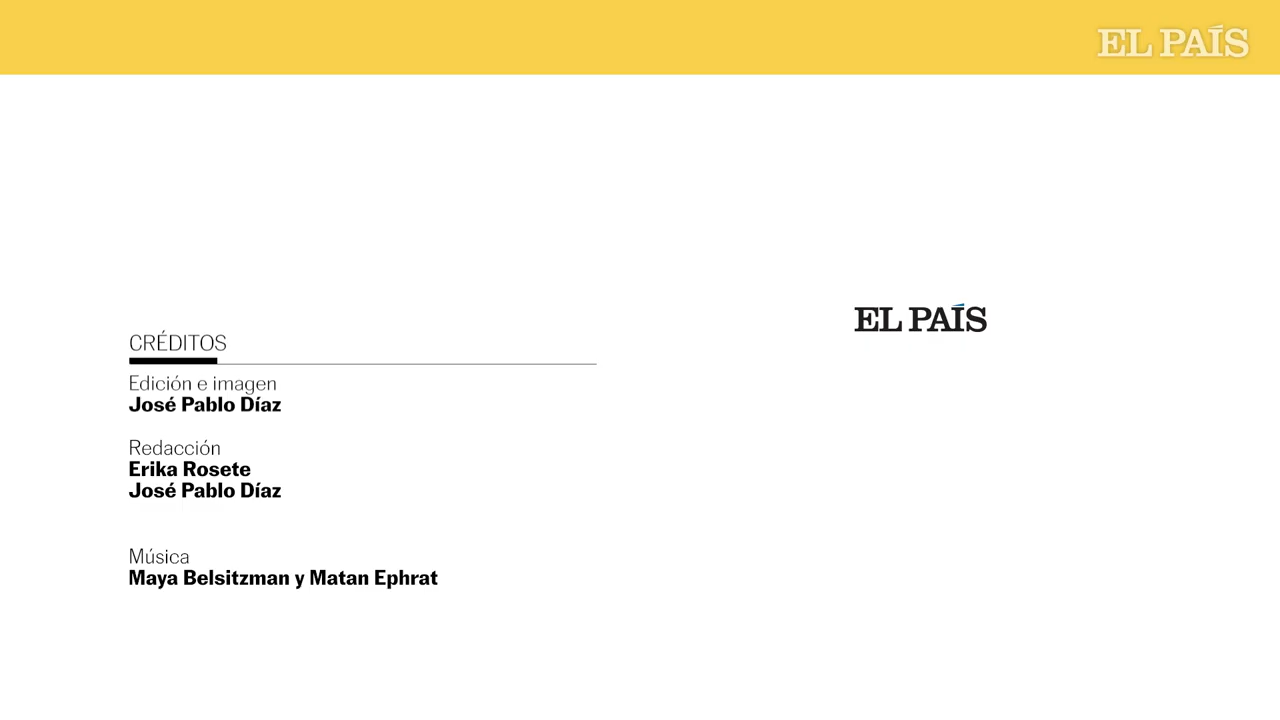 EL PAÍS
EL PAÍS
CRÉDITOS
Edición e imagen
José Pablo Díaz
Redacción
Erika Rosete
José Pablo Díaz
Música
Maya Belsitzman y Matan Ephrat